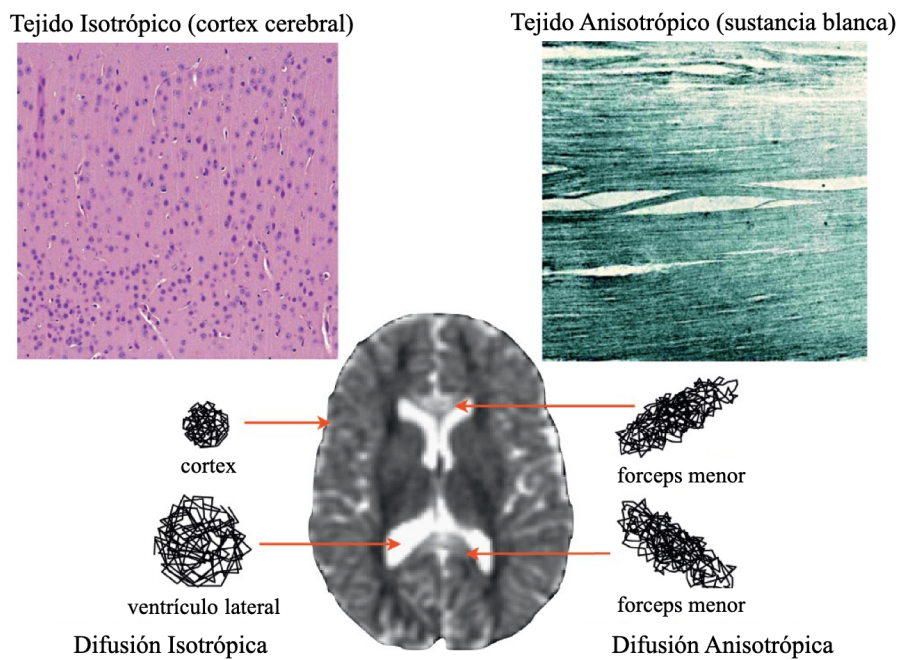 Tejido Isotrópico (cortex cerebral)
Tejido Anisotrópico (sustancia blanca)
cortex
forceps menor
ventrículo lateral
forceps menor
Difusión Isotrópica
Difusión Anisotrópica